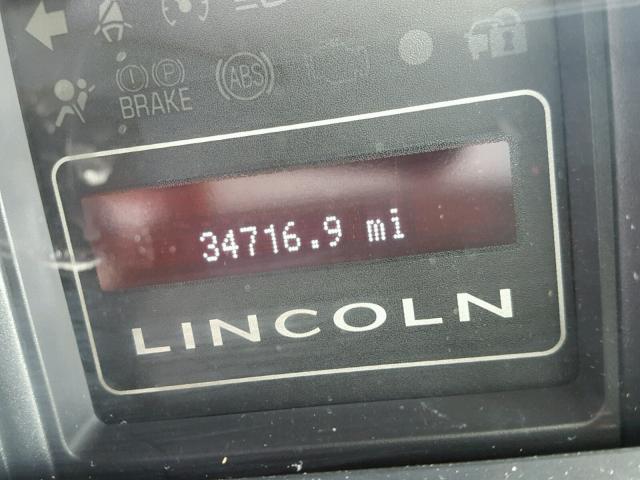 (!) (P) (ABS)
BRAKE
34716.9 mi
LINCOLN